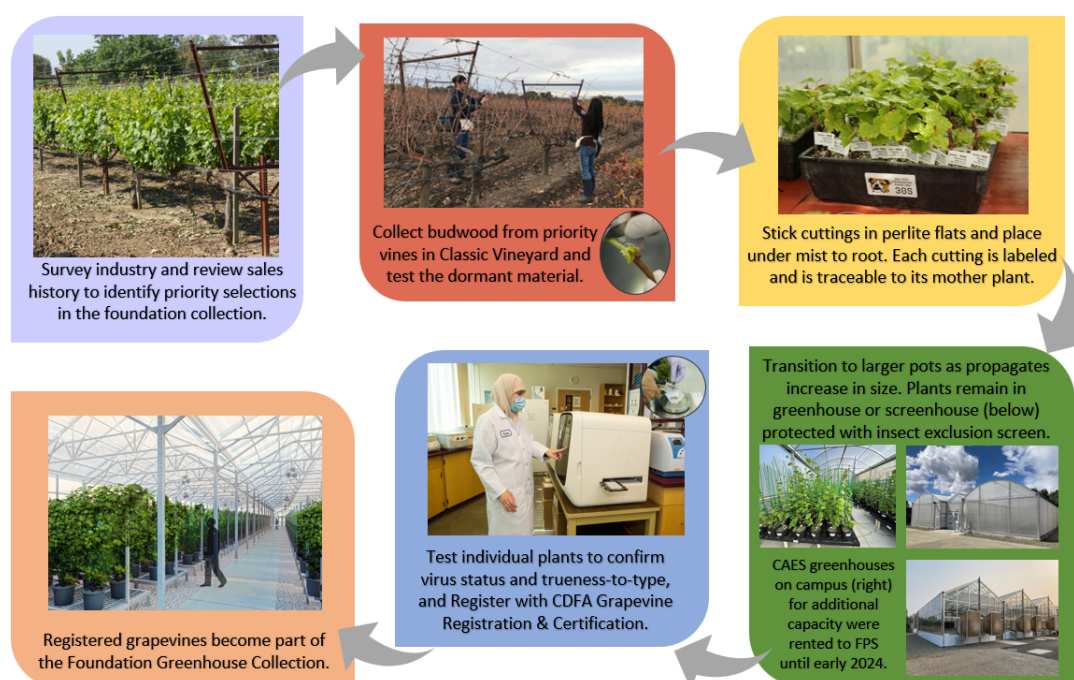 Survey industry and review sales
history to identify priority selections
in the foundation collection.
Collect budwood from priority
vines in Classic Vineyard and
test the dormant material.
39S
Stick cuttings in perlite flats and place
under mist to root. Each cutting is labeled
and is traceable to its mother plant.
Transition to larger pots as propagates
increase in size. Plants remain in
greenhouse or screenhouse (below)
protected with insect exclusion screen.
CAES greenhouses
on campus (right)
for additional
capacity were
rented to FPS
until early 2024.
Test individual plants to confirm
virus status and trueness-to-type,
and Register with CDFA Grapevine
Registration & Certification.
Registered grapevines become part of
the Foundation Greenhouse Collection.